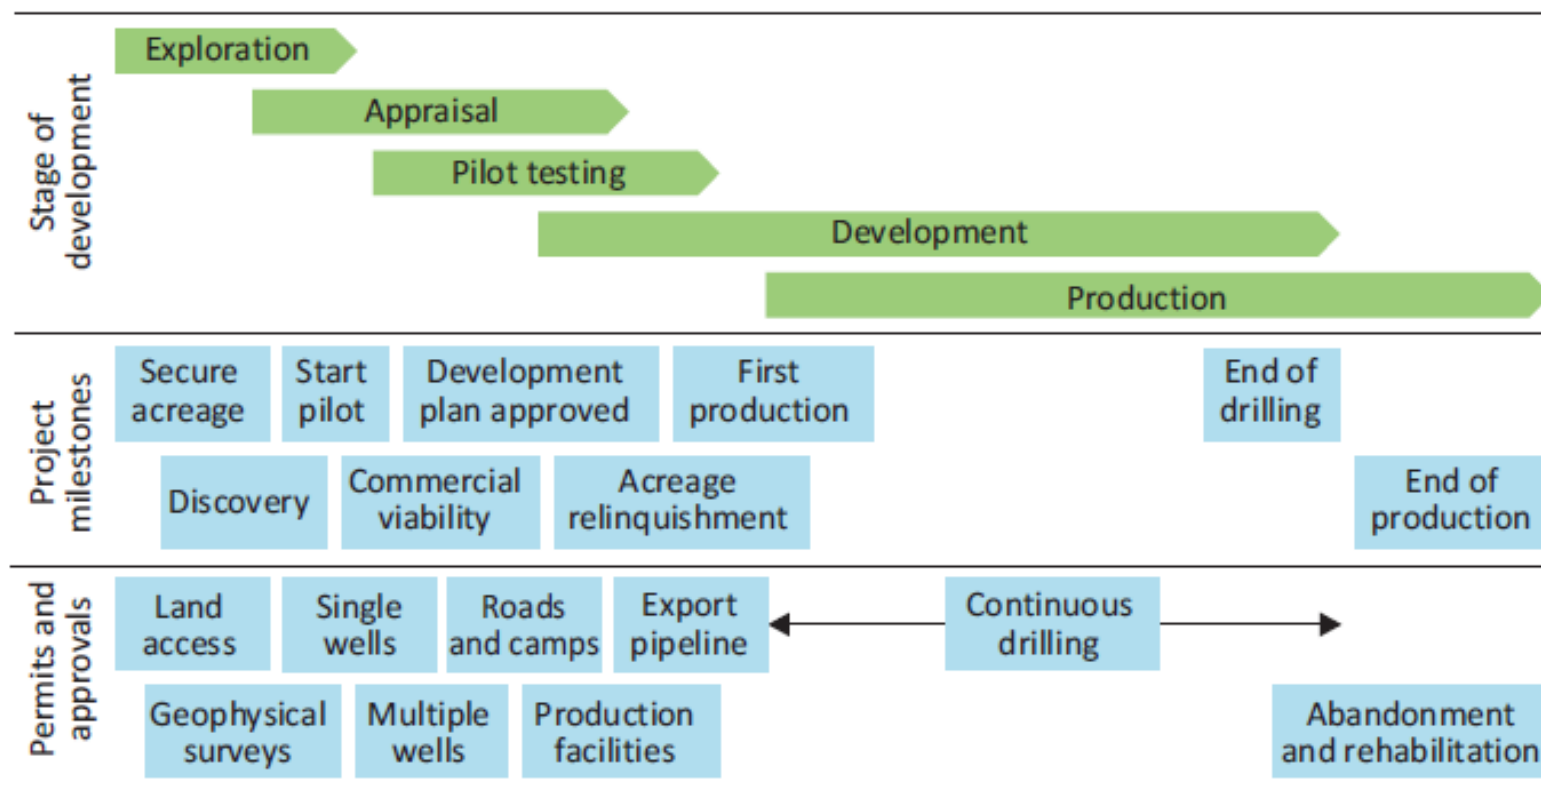 Stage of
development
Exploration
Appraisal
Pilot testing
Development
Production
Project
milestones
Secure
acreage
Start
pilot
Development
plan approved
First
production
End of
drilling
Discovery
Commercial
viability
Acreage
relinquishment
End of
production
Permits and
approvals
Land
access
Single
wells
Roads
and camps
Export
pipeline
Continuous
drilling
Geophysical
surveys
Multiple
wells
Production
facilities
Abandonment
and rehabilitation